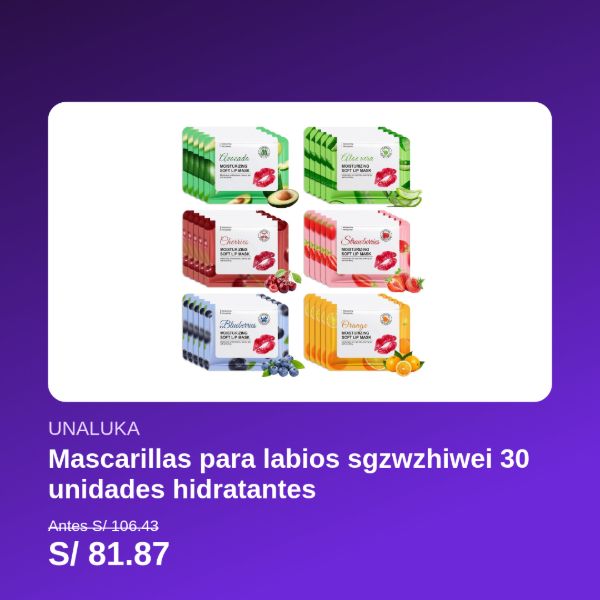 Avocado
MOISTURIZING
SOFT LIP MASK
Aloe vera
MOISTURIZING
SOFT LIP MASK
Cherries
MOISTURIZING
SOFT LIP MASK
Strawberries
MOISTURIZING
SOFT LIP MASK
Blueberries
MOISTURIZING
SOFT LIP MASK
Orange
MOISTURIZING
SOFT LIP MASK
UNALUKA
Mascarillas para labios sgzwzhiwei 30
unidades hidratantes
Antes S/ 106.43
S/ 81.87